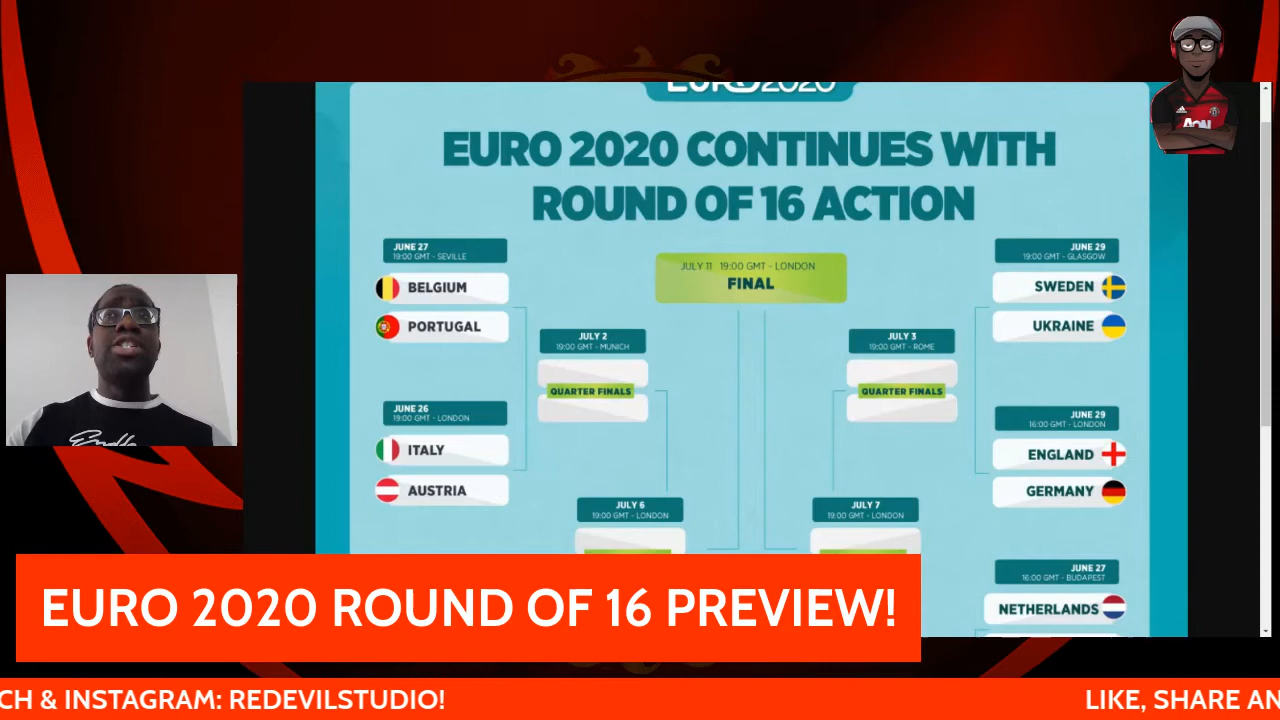 EURO2020
EURO 2020 CONTINUES WITH
ROUND OF 16 ACTION
JUNE 27
19:00 GMT - SEVILLE
BELGIUM
PORTUGAL
JUNE 26
19:00 GMT - LONDON
ITALY
AUSTRIA
JULY 11 19:00 GMT - LONDON
FINAL
JULY 2
19:00 GMT - MUNICH
QUARTER FINALS
JULY 6
19:00 GMT - LONDON
JULY 3
19:00 GMT - ROME
QUARTER FINALS
JULY 7
19:00 GMT - LONDON
JUNE 29
19:00 GMT - GLASGOW
SWEDEN
UKRAINE
JUNE 29
16:00 GMT - LONDON
ENGLAND
GERMANY
JUNE 27
16:00 GMT - BUDAPEST
NETHERLANDS
AON
EURO 2020 ROUND OF 16 PREVIEW!
CH & INSTAGRAM: REDEVILSTUDIO!
LIKE, SHARE AN